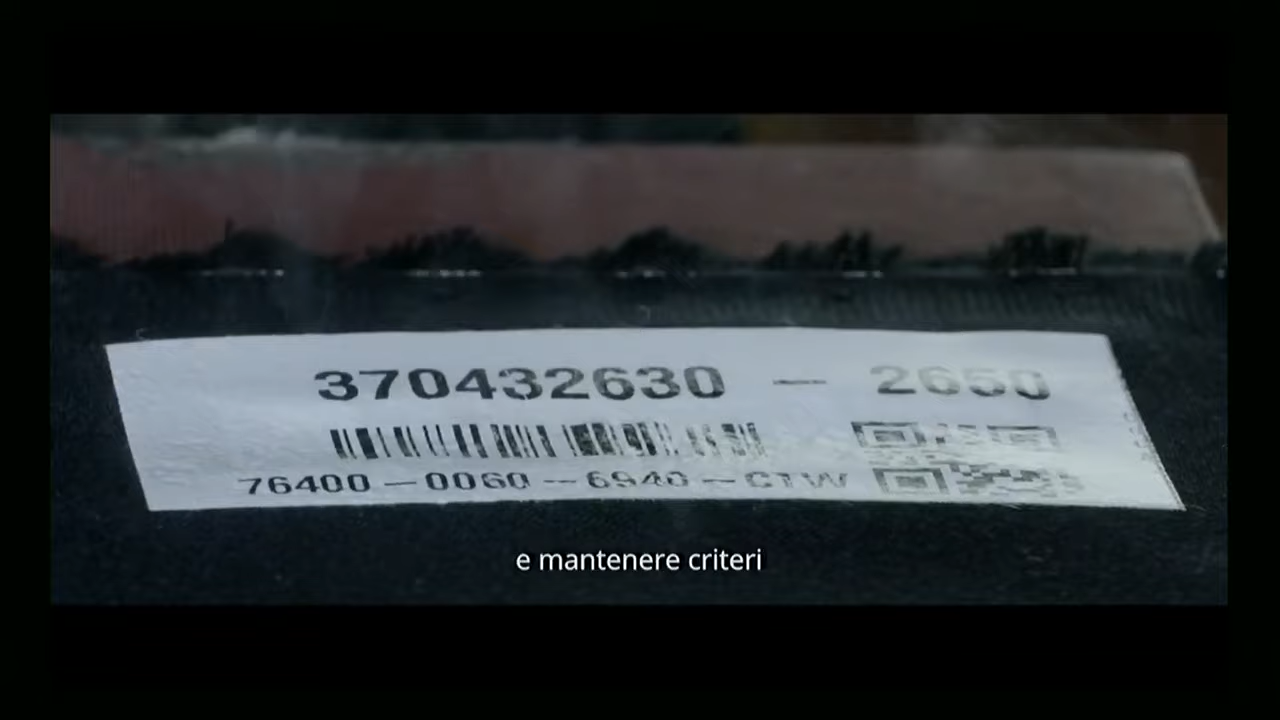 370432630 – 2650
76400 – 0060 – 6940 – CTW
e mantenere criteri